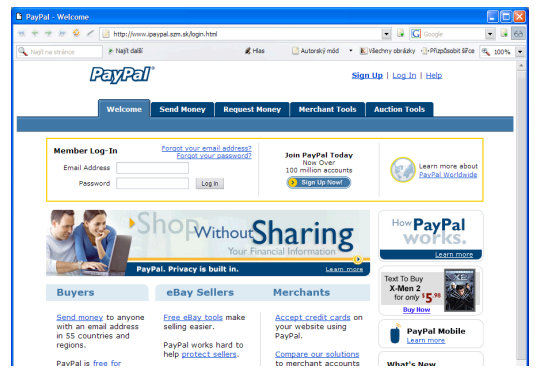 PayPal - Welcome
http://www.ipaypal.szm.sk/login.html
Google
Najít na stránce
Najít další
Hlas
Autorský mód
Všechny obrázky
Přizpůsobit šířce
100%
PayPal
Sign Up | Log In | Help
Welcome
Send Money
Request Money
Merchant Tools
Auction Tools
Member Log-In
Forgot your email address?
Forgot your password?
Email Address
Password
Log In
Join PayPal Today
Now Over
100 million accounts
Sign Up Now!
Learn more about
PayPal Worldwide
Shop Without Sharing
Your Financial Information
PayPal. Privacy is built in.
Learn more
How PayPal
works.
Learn more
Buyers
Send money to anyone
with an email address
in 55 countries and
regions.
PayPal is free for
eBay Sellers
Free eBay tools make
selling easier.
PayPal works hard to
help protect sellers.
Merchants
Accept credit cards on
your website using
PayPal.
Compare our solutions
to merchant accounts
Text To Buy
X-Men 2
for only $5.98
Buy Now
PayPal Mobile
Learn more
What's New